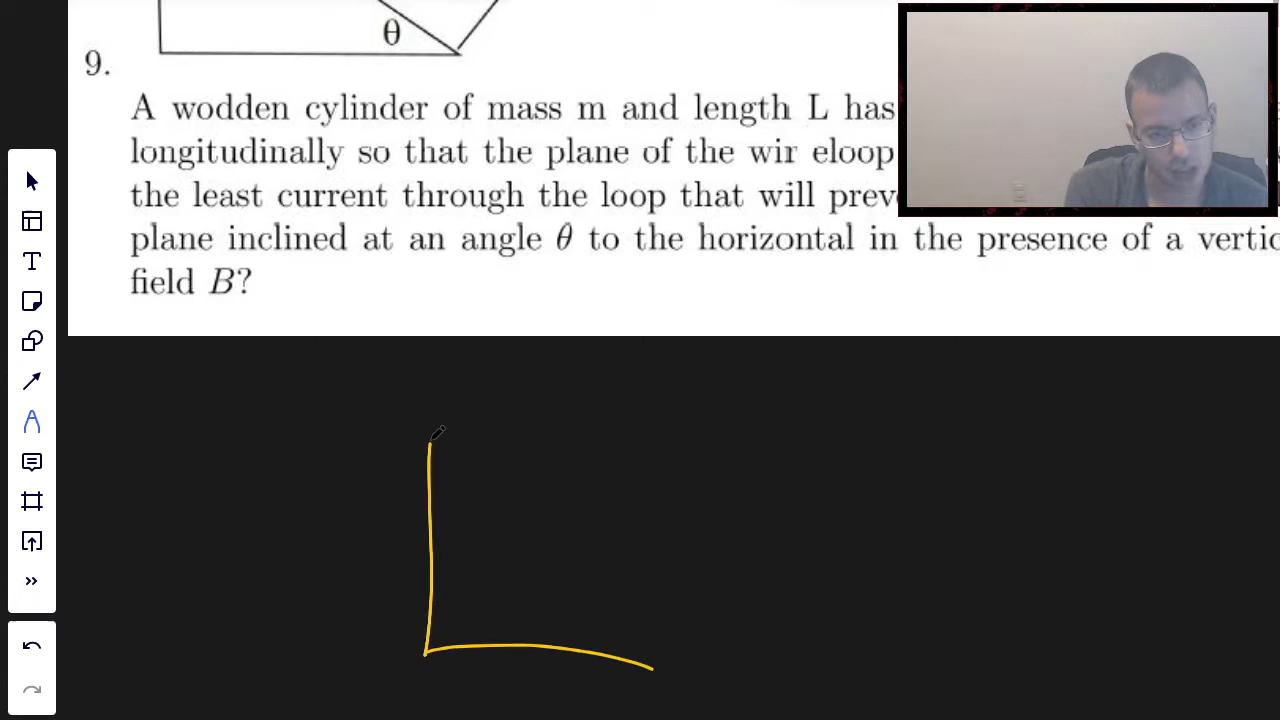 θ
9.
A wodden cylinder of mass m and length L has
longitudinally so that the plane of the wir eloop
the least current through the loop that will prev
plane inclined at an angle θ to the horizontal in the presence of a vertic
field B?